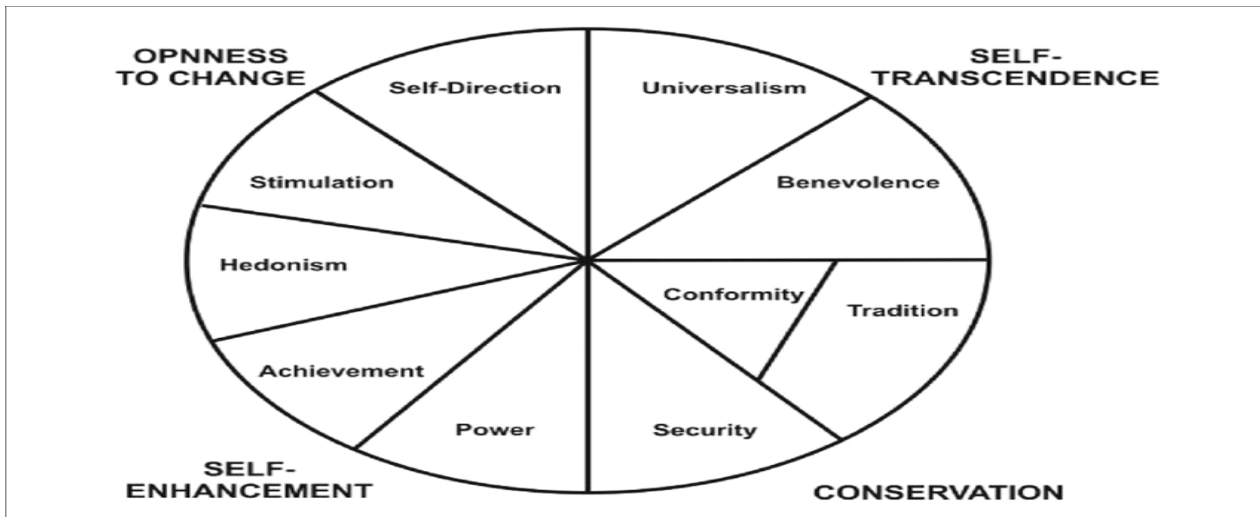 OPNNESS
TO CHANGE
SELF-
TRANSCENDENCE
Self-Direction
Universalism
Stimulation
Benevolence
Hedonism
Conformity
Tradition
Achievement
Power
Security
SELF-
ENHANCEMENT
CONSERVATION